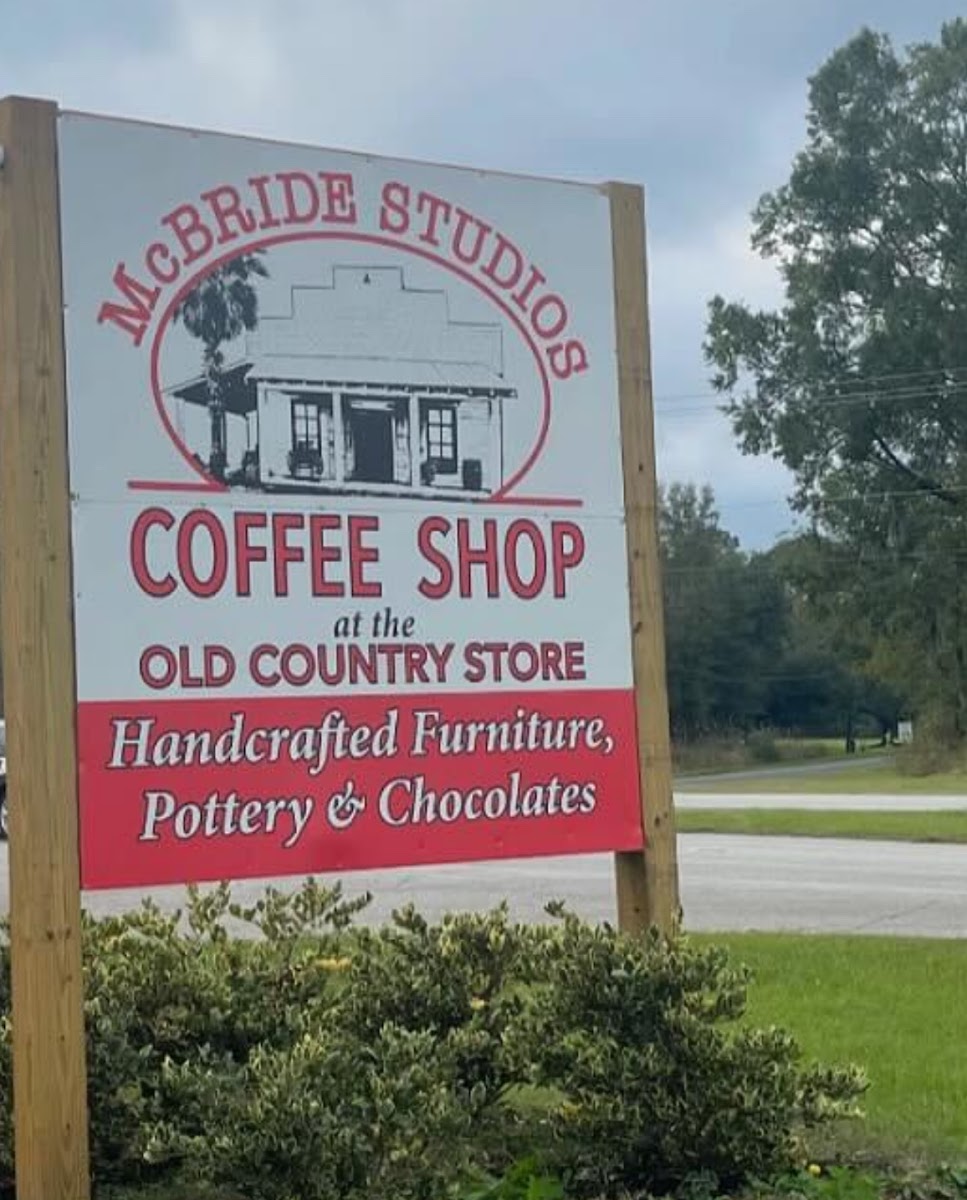 McBRIDE STUDIOS
COFFEE SHOP
at the
OLD COUNTRY STORE
Handcrafted Furniture,
Pottery & Chocolates